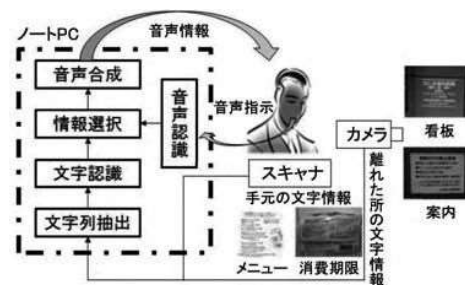 ノートPC
音声情報
音声合成
情報選択
文字認識
文字列抽出
音声認識
音声指示
スキャナ
手元の文字情報
メニュー
消費期限
カメラ
離れた所の文字情報
看板
案内